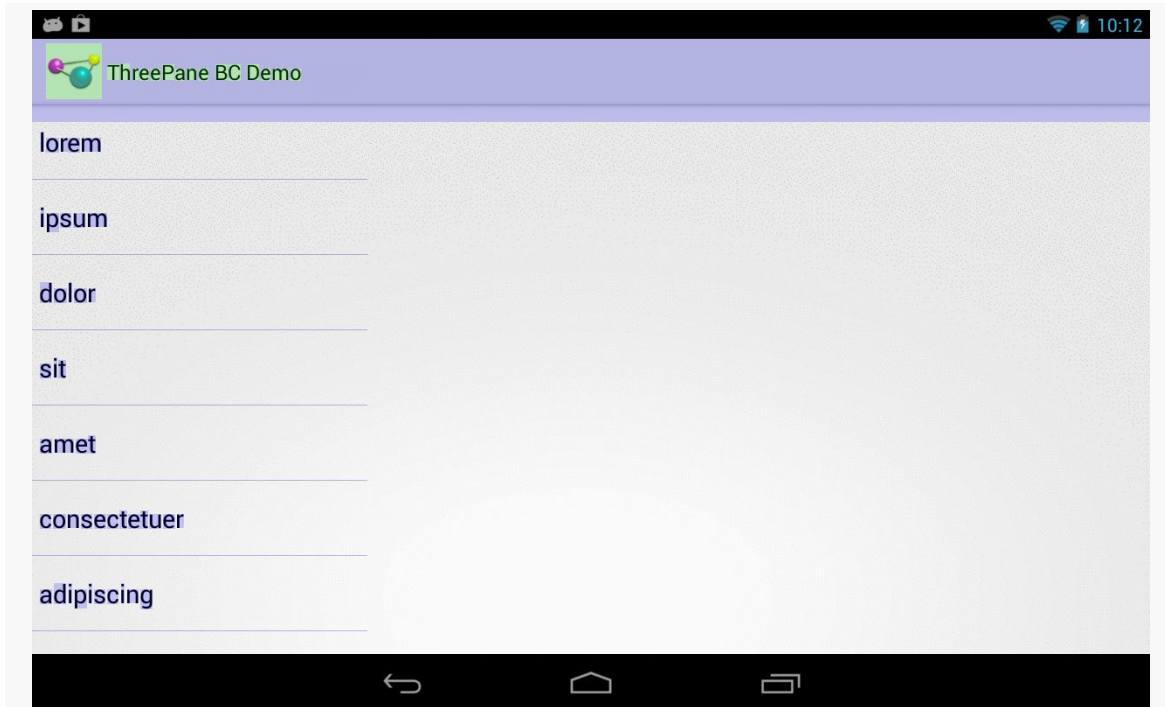 10:12
ThreePane BC Demo
lorem
ipsum
dolor
sit
amet
consectetuer
adipiscing